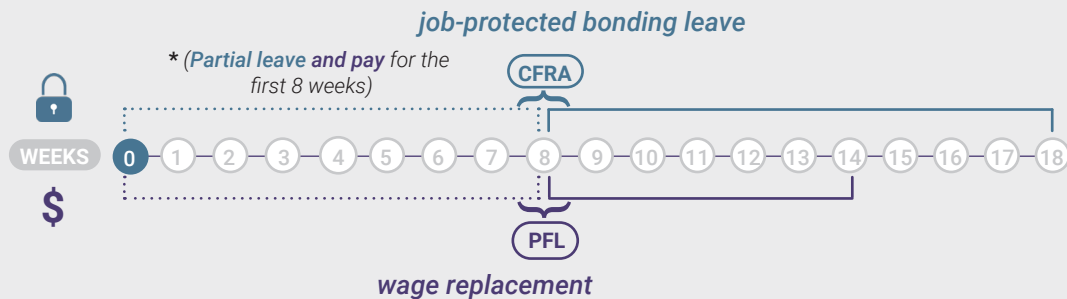 job-protected bonding leave
* (Partial leave and pay for the
first 8 weeks)
CFRA
WEEKS 0 1 2 3 4 5 6 7 8 9 10 11 12 13 14 15 16 17 18
$
PFL
wage replacement